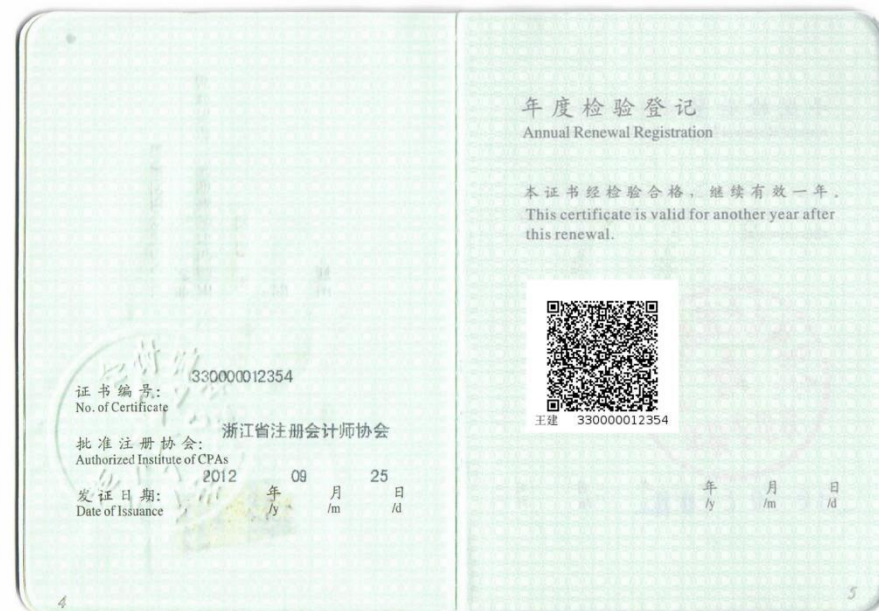 330000012354
证书编号:
No. of Certificate
浙江省注册会计师协会
批准注册协会:
Authorized Institute of CPAs
2012 09 25
发证日期: 年 月 日
Date of Issuance /y /m /d
4
年度检验登记
Annual Renewal Registration
本证书经检验合格，继续有效一年。
This certificate is valid for another year after
this renewal.
王建 330000012354
年 月 日
/y /m /d
5